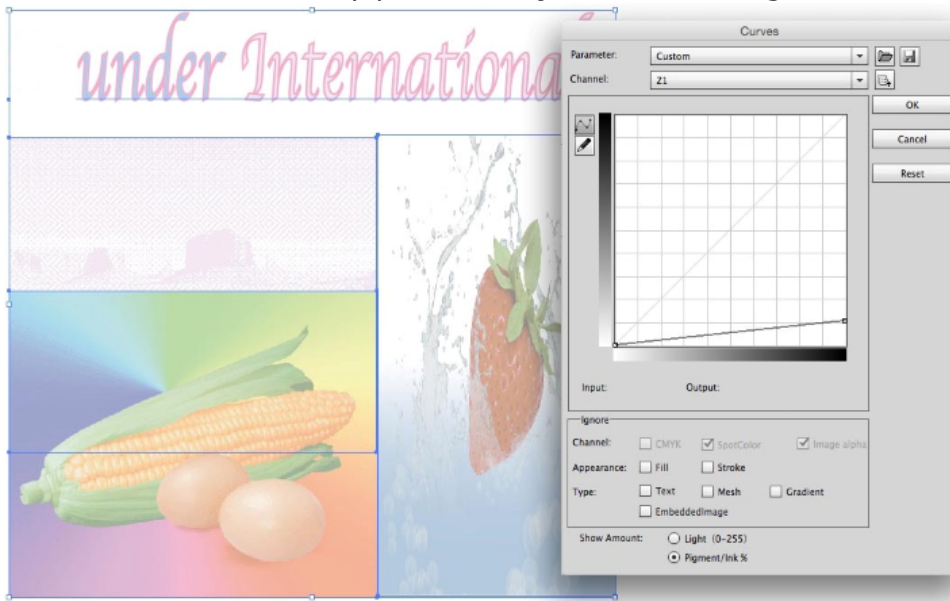 under International
Curves
Parameter: Custom
Channel: Z1
OK
Cancel
Reset
Input: Output:
Ignore
Channel: CMYK SpotColor Image alpha
Appearance: Fill Stroke
Type: Text Mesh Gradient
EmbeddedImage
Show Amount: Light (0-255)
Pigment/Ink %